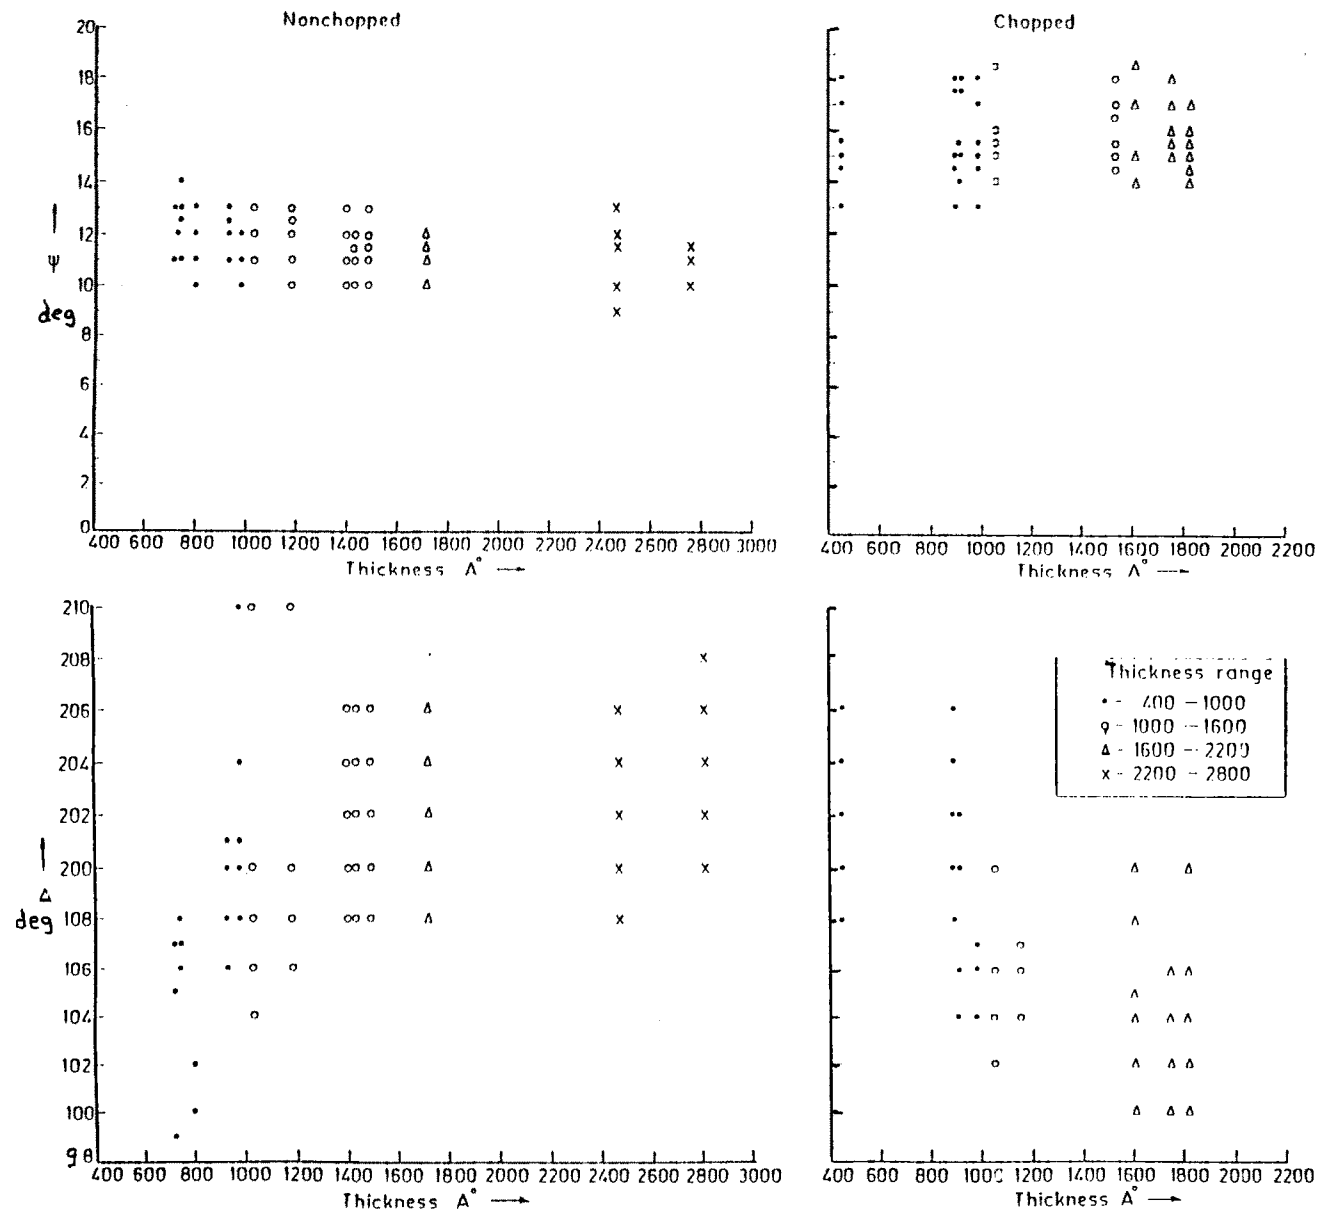 Nonchopped
20
18
16
14
12
10
8
6
4
2
0
ψ
deg
400 600 800 1000 1200 1400 1600 1800 2000 2200 2400 2600 2800 3000
Thickness A°
Chopped
400 600 800 1000 1200 1400 1600 1800 2000 2200
Thickness A°
210
208
206
204
202
200
108
106
104
102
100
98
Δ
deg
400 600 800 1000 1200 1400 1600 1800 2000 2200 2400 2600 2800 3000
Thickness A°
Thickness range
• - 400 - 1000
o - 1000 - 1600
Δ - 1600 - 2200
x - 2200 - 2800
400 600 800 1000 1200 1400 1600 1800 2000 2200
Thickness A°